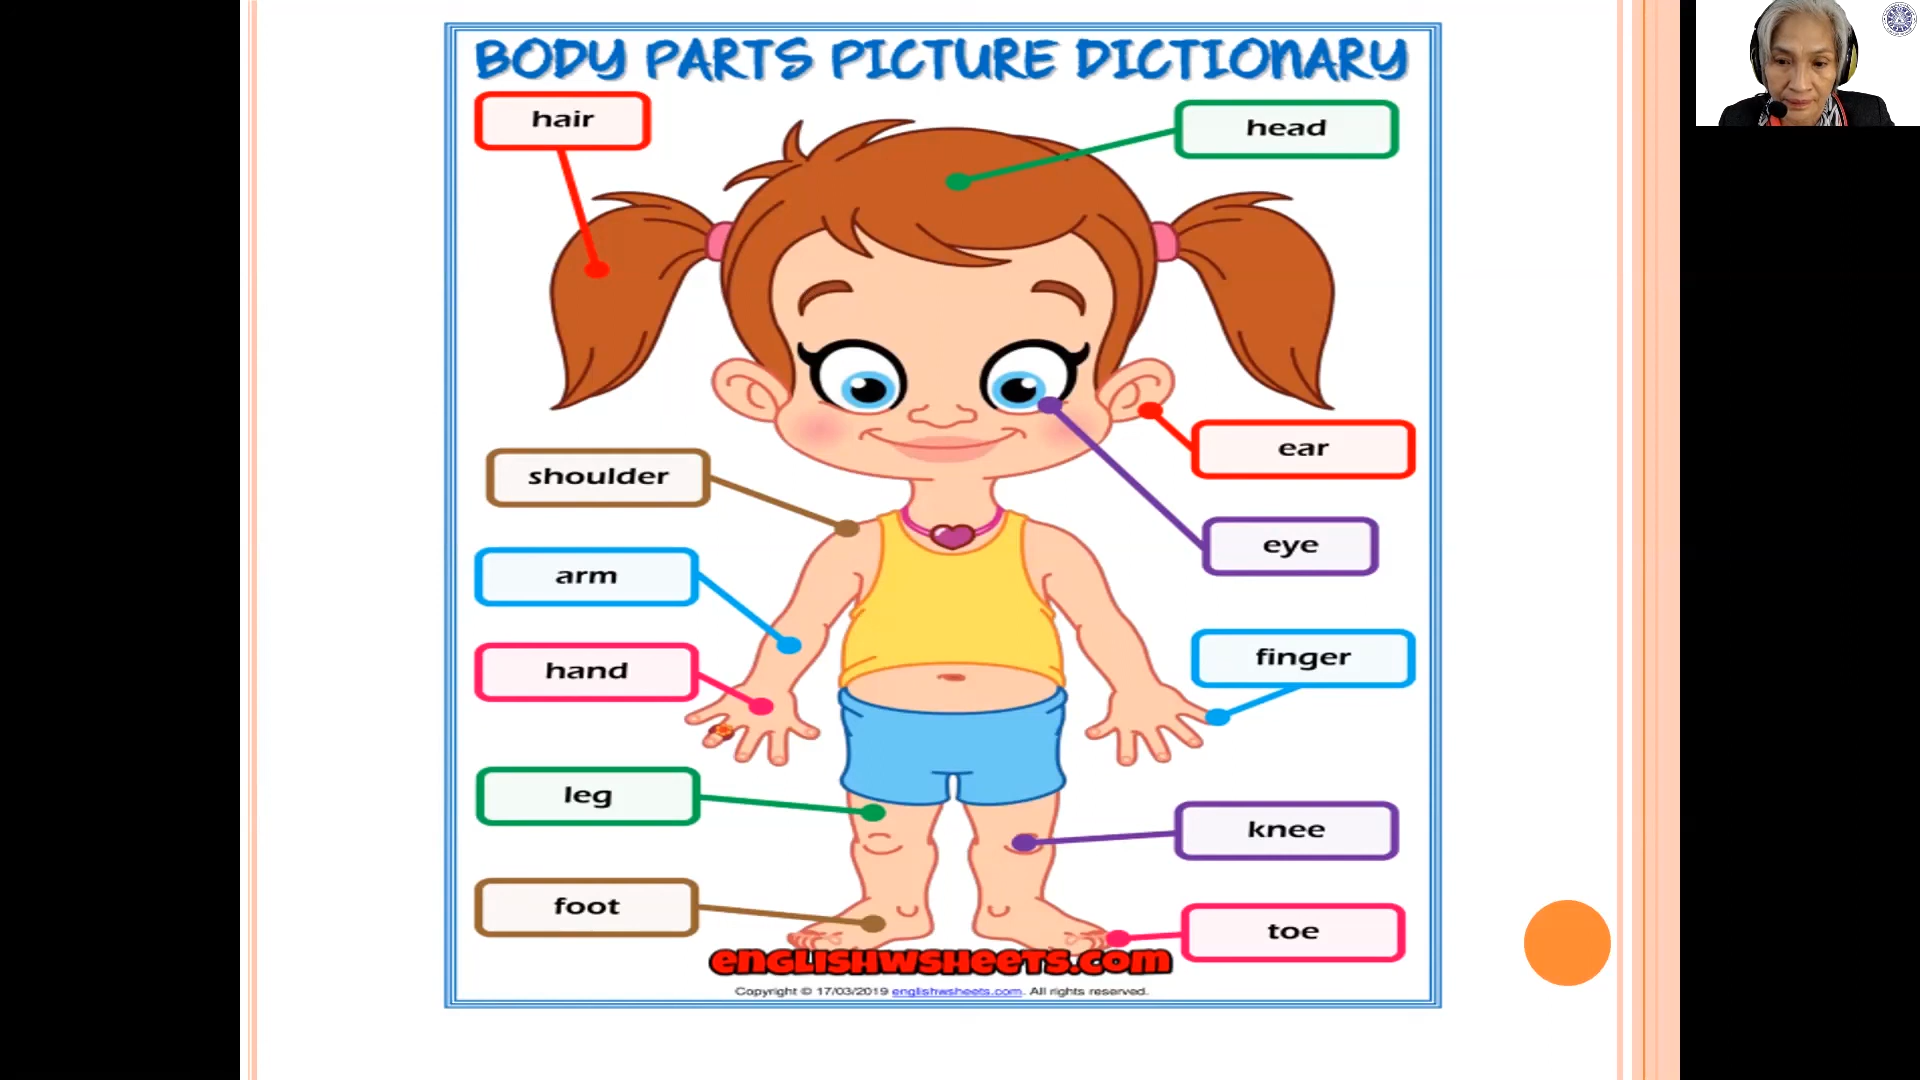 BODY PARTS PICTURE DICTIONARY
hair
head
ear
shoulder
eye
arm
finger
hand
leg
knee
foot
toe
englishwsheets.com
Copyright © 17/03/2019 englishwsheets.com. All rights reserved.